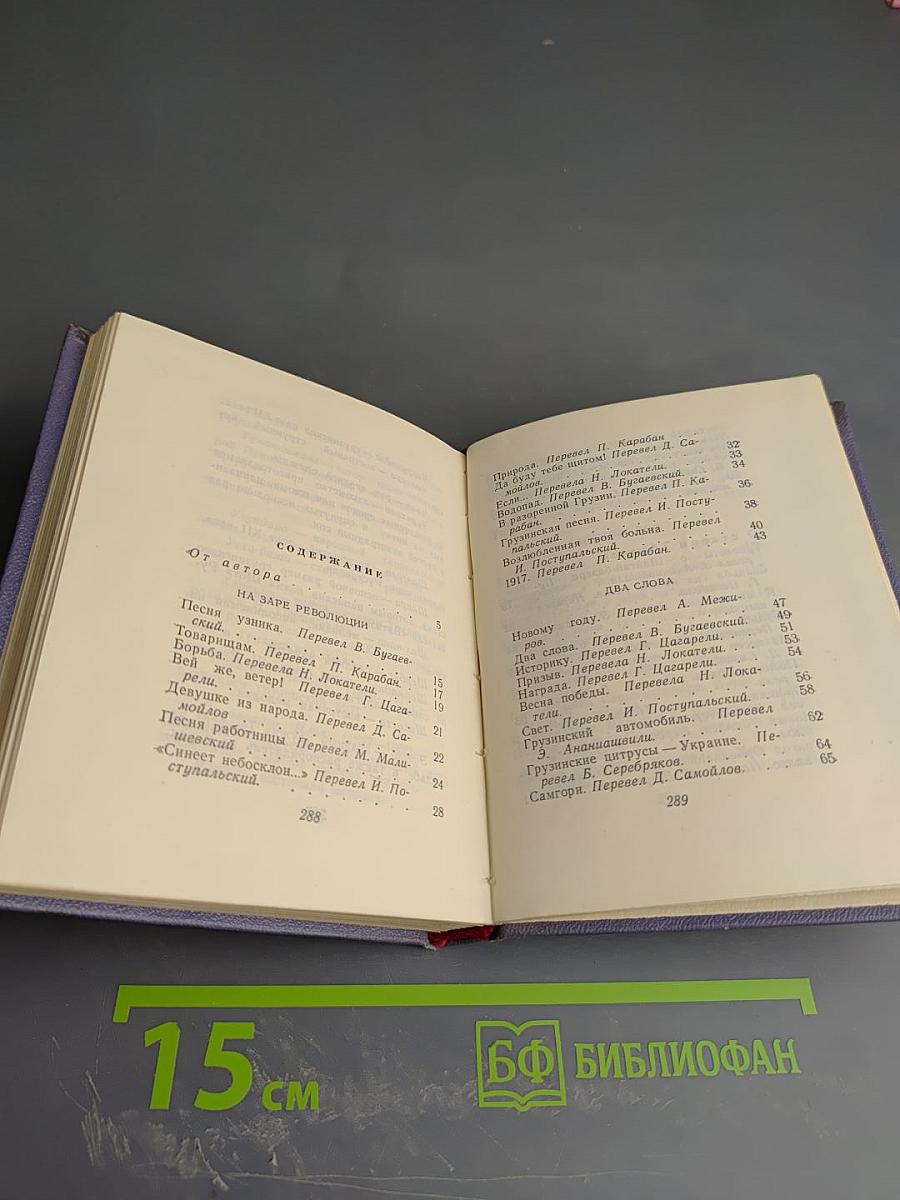 СОДЕРЖАНИЕ
От автора . . . . . . . . 5
НА ЗАРЕ РЕВОЛЮЦИИ
Песня узника. Перевел В. Бугаев-
ский. . . . . . . . . . 15
Товарищам. Перевел П. Карабан. . 17
Борьба. Перевела Н. Локатели. . . 19
Вей же, ветер! Перевел Г. Цага-
рели. . . . . . . . . . 21
Девушке из народа. Перевел Д. Са-
мойлов . . . . . . . . . 22
Песня работницы Перевел М. Мали-
шевский . . . . . . . . . 24
«Синеет небосклон...» Перевел И. По-
ступальский. . . . . . . . 28
288
Природа. Перевел П. Карабан . . . 32
Да буду тебе щитом! Перевел Д. Са-
мойлов. . . . . . . . . 33
Если... Перевела Н. Локатели. . . 34
Водопад. Перевел В. Бугаевский. . 36
В разоренной Грузии. Перевел П. Ка-
рабан. . . . . . . . . 38
Грузинская песня. Перевел И. Посту-
пальский. . . . . . . . 40
Возлюбленная твоя больна. Перевел
И. Поступальский. . . . . . 43
1917. Перевел П. Карабан.
ДВА СЛОВА
Новому году. Перевел А. Межи-
ров. . . . . . . . . . 47
Два слова. Перевел В. Бугаевский. 49
Историку. Перевел Г. Цагарели. . . 51
Призыв. Перевела Н. Локатели. . . 53
Награда. Перевел Г. Цагарели. . . 54
Весна победы. Перевела Н. Лока-
тели. . . . . . . . . . 56
Свет. Перевел И. Поступальский. . 58
Грузинский автомобиль. Перевел
Э. Ананиашвили. . . . . . . 62
Грузинские цитрусы — Украине. Пе-
ревел Б. Серебряков. . . . . 64
Самгори. Перевел Д. Самойлов. . . 65
289
15 см
БФ БИБЛИОФАН